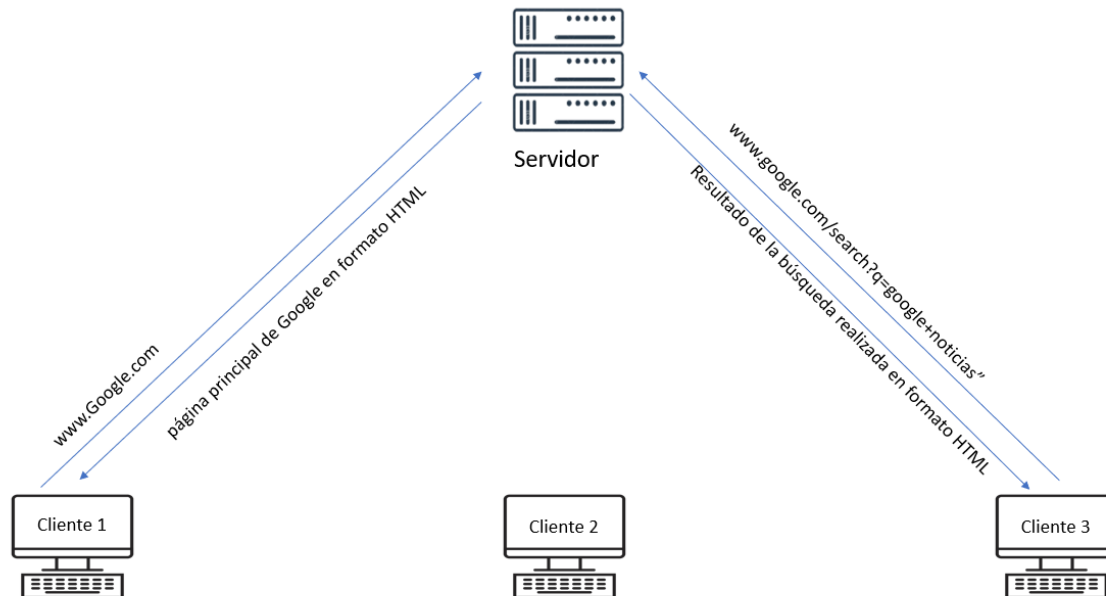 Servidor
www.Google.com
página principal de Google en formato HTML
www.google.com/search?q=google+noticias”
Resultado de la búsqueda realizada en formato HTML
Cliente 1
Cliente 2
Cliente 3